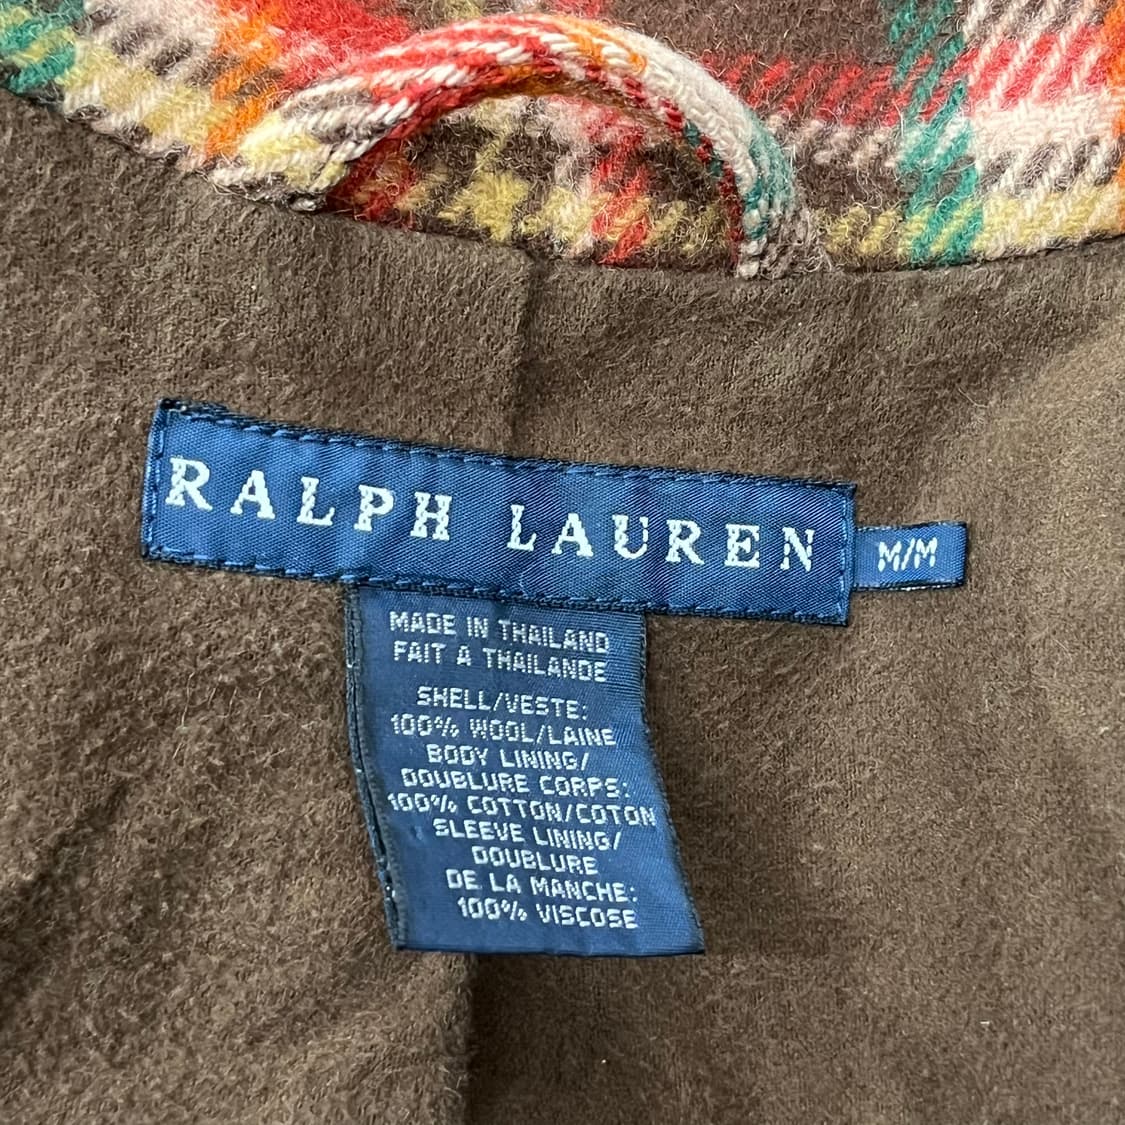 RALPH LAUREN
M/M
MADE IN THAILAND
FAIT A THAILANDE
SHELL/VESTE:
100% WOOL/LAINE
BODY LINING/
DOUBLURE CORPS:
100% COTTON/COTON
SLEEVE LINING/
DOUBLURE
DE LA MANCHE:
100% VISCOSE